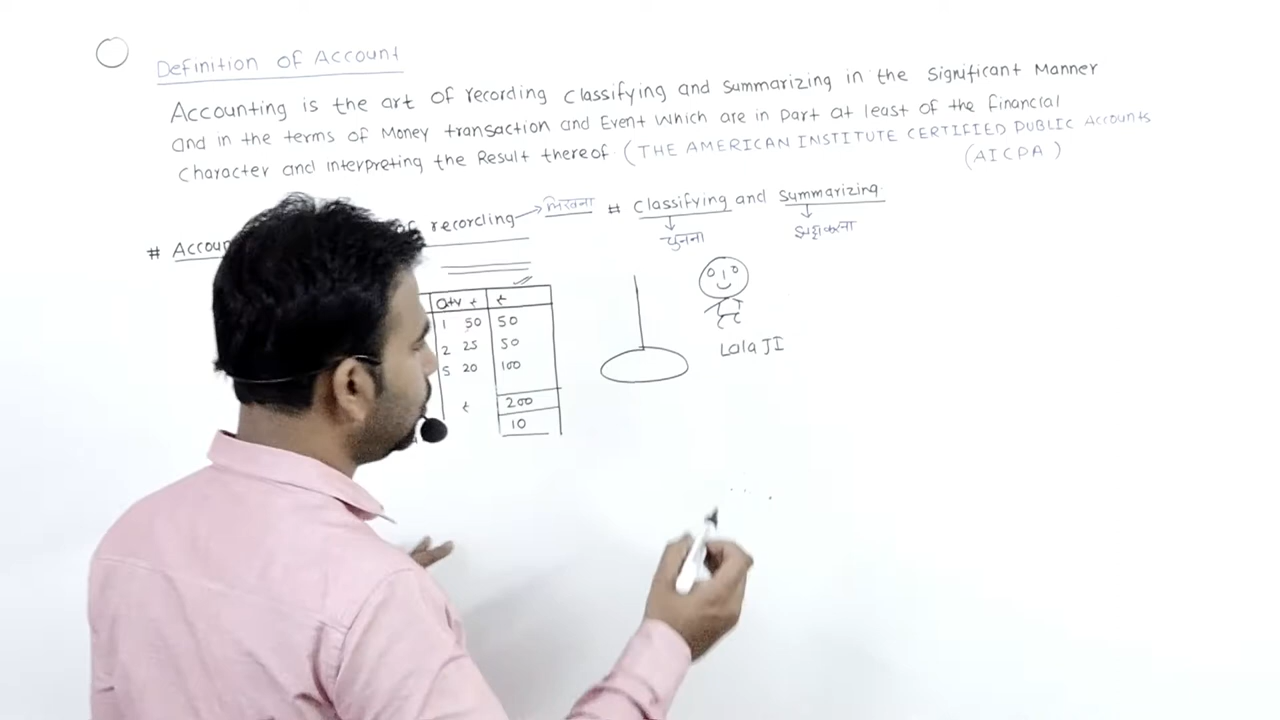 Definition of Account
Accounting is the art of recording classifying and summarizing in the significant Manner
and in the terms of Money transaction and Event which are in Part at least of the financial
character and interpreting the Result thereof (THE AMERICAN INSTITUTE CERTIFIED PUBLIC Accounts
(AICPA)
# Accoun of recording → लिखना # classifying and summarizing
चुनना
t
1 50 50
2 25 50
5 20 100
t 200
10
Lala JI